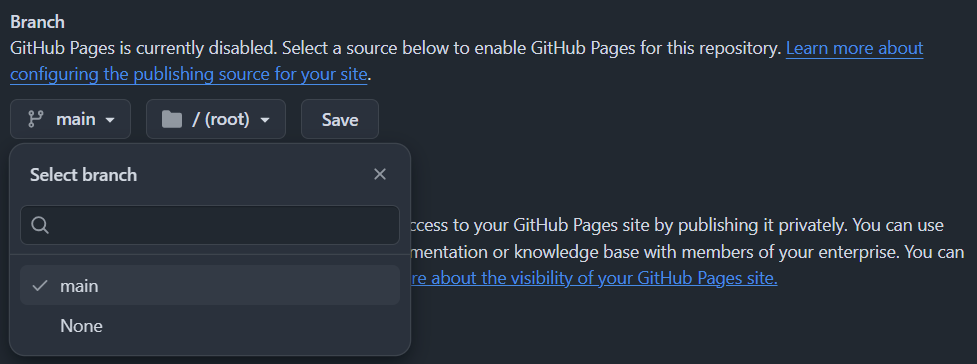 Branch
GitHub Pages is currently disabled. Select a source below to enable GitHub Pages for this repository. Learn more about
configuring the publishing source for your site.
main / (root) Save
Select branch
ccess to your GitHub Pages site by publishing it privately. You can use
mentation or knowledge base with members of your enterprise. You can
main
re about the visibility of your GitHub Pages site.
None